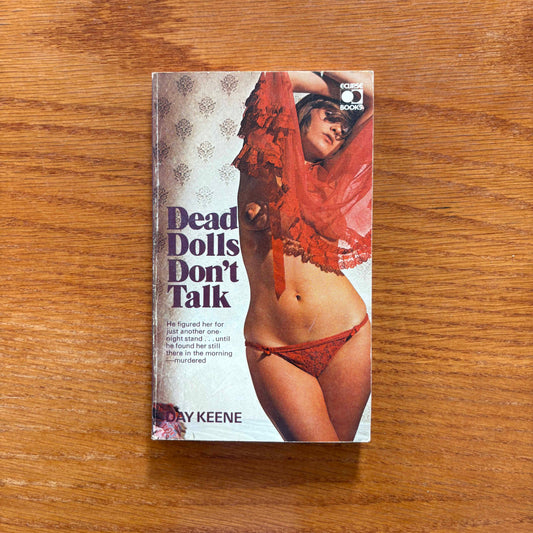 ECLIPSE
BOOKS
Dead
Dolls
Don't
Talk
He figured her for
just another one-
night stand . . . until
he found her still
there in the morning
—murdered
DAY KEENE